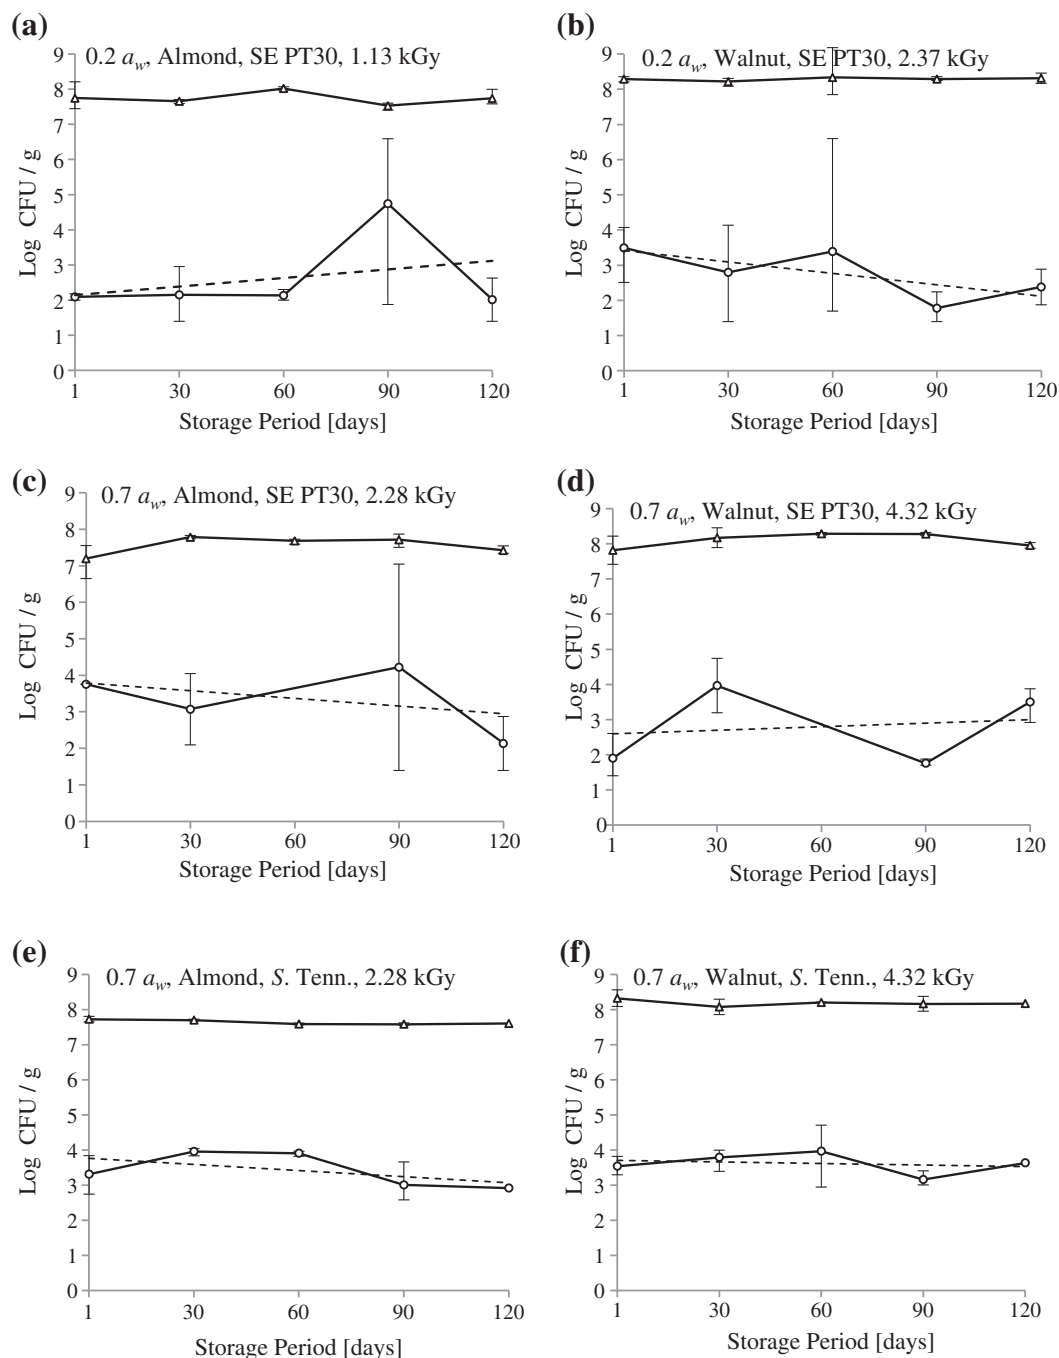 (a)
0.2 a_w, Almond, SE PT30, 1.13 kGy
Log CFU / g
9
8
7
6
5
4
3
2
1
0
1 30 60 90 120
Storage Period [days]
(b)
0.2 a_w, Walnut, SE PT30, 2.37 kGy
Log CFU / g
9
8
7
6
5
4
3
2
1
0
1 30 60 90 120
Storage Period [days]
(c)
0.7 a_w, Almond, SE PT30, 2.28 kGy
Log CFU / g
9
8
7
6
5
4
3
2
1
0
1 30 60 90 120
Storage Period [days]
(d)
0.7 a_w, Walnut, SE PT30, 4.32 kGy
Log CFU / g
9
8
7
6
5
4
3
2
1
0
1 30 60 90 120
Storage Period [days]
(e)
0.7 a_w, Almond, S. Tenn., 2.28 kGy
Log CFU / g
9
8
7
6
5
4
3
2
1
0
1 30 60 90 120
Storage Period [days]
(f)
0.7 a_w, Walnut, S. Tenn., 4.32 kGy
Log CFU / g
9
8
7
6
5
4
3
2
1
0
1 30 60 90 120
Storage Period [days]